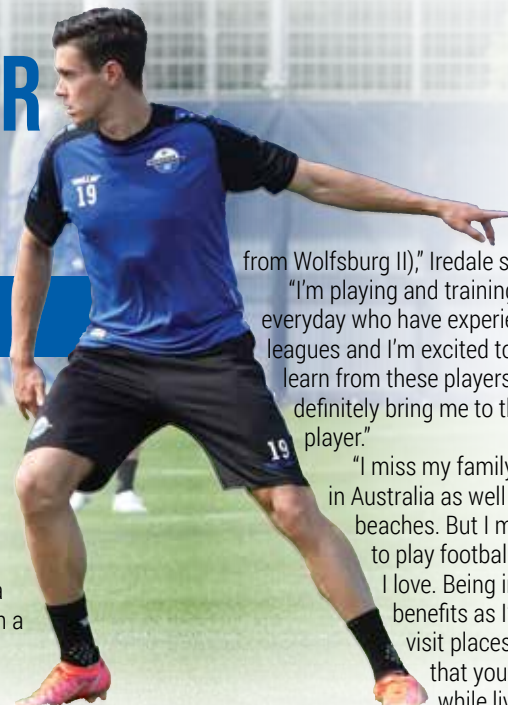 R
19
from Wolfsburg II),” Iredale s
“I’m playing and training
everyday who have experie
leagues and I’m excited to
learn from these players
definitely bring me to th
player.”
19
“I miss my family
in Australia as well
beaches. But I m
to play footbal
I love. Being i
benefits as I
visit places
that you
while liv
a
n a